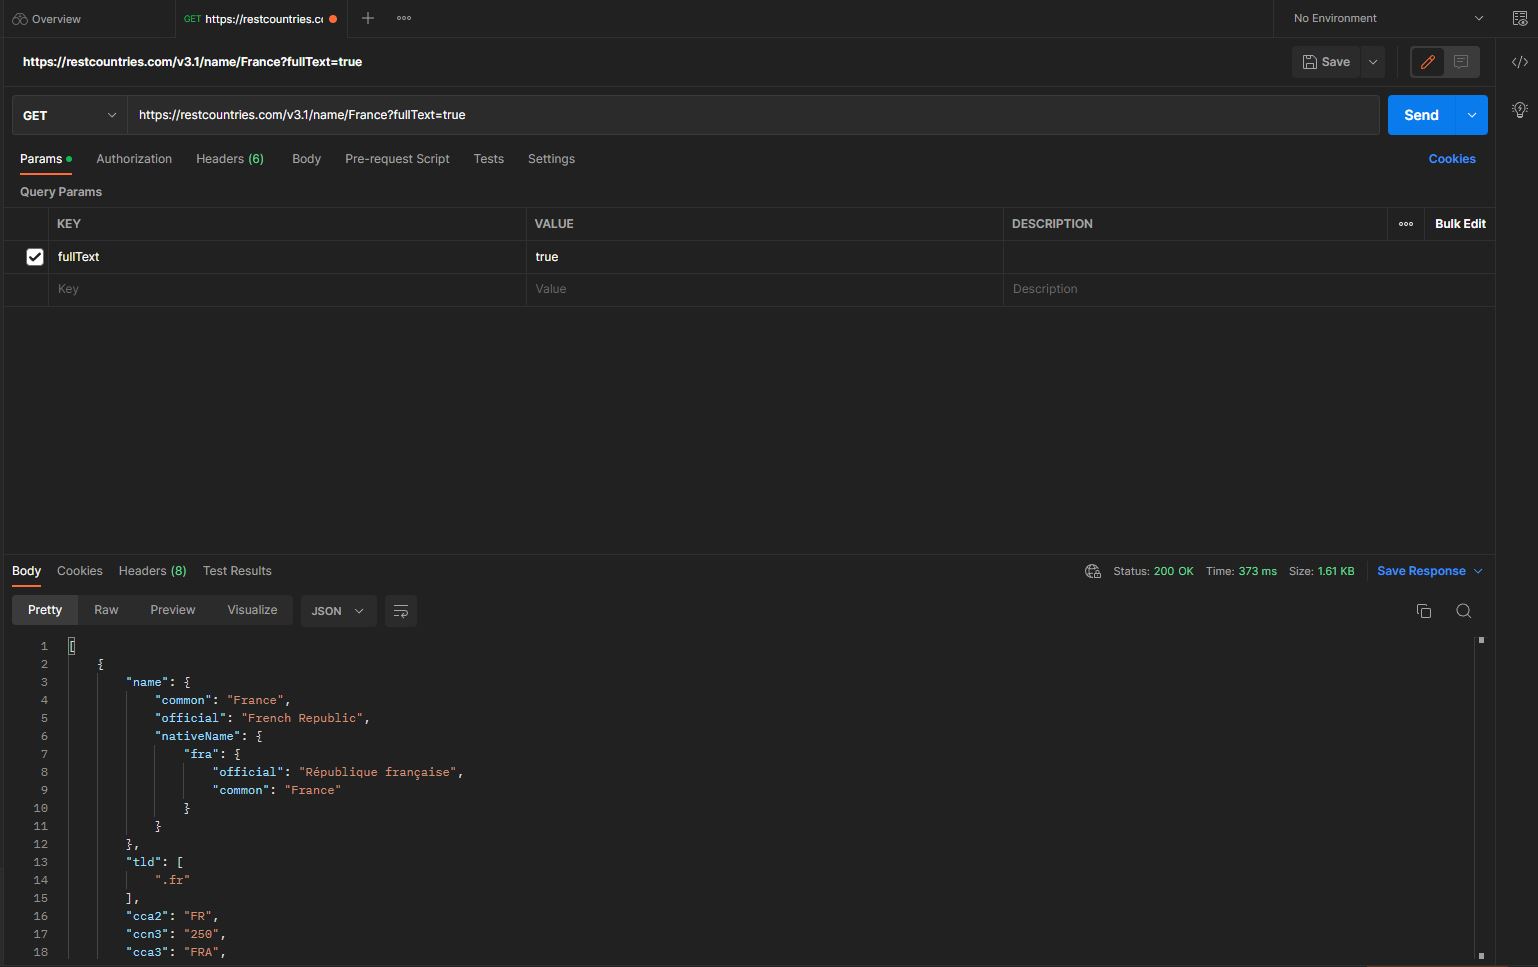 Overview GET https://restcountries.co No Environment
https://restcountries.com/v3.1/name/France?fullText=true Save
GET https://restcountries.com/v3.1/name/France?fullText=true Send
Params Authorization Headers (6) Body Pre-request Script Tests Settings Cookies
Query Params
KEY VALUE DESCRIPTION Bulk Edit
fullText true
Key Value Description
Body Cookies Headers (8) Test Results Status: 200 OK Time: 373 ms Size: 1.61 KB Save Response
Pretty Raw Preview Visualize JSON
1 [
2 {
3 "name": {
4 "common": "France",
5 "official": "French Republic",
6 "nativeName": {
7 "fra": {
8 "official": "République française",
9 "common": "France"
10 }
11 }
12 },
13 "tld": [
14 ".fr"
15 ],
16 "cca2": "FR",
17 "ccn3": "250",
18 "cca3": "FRA",